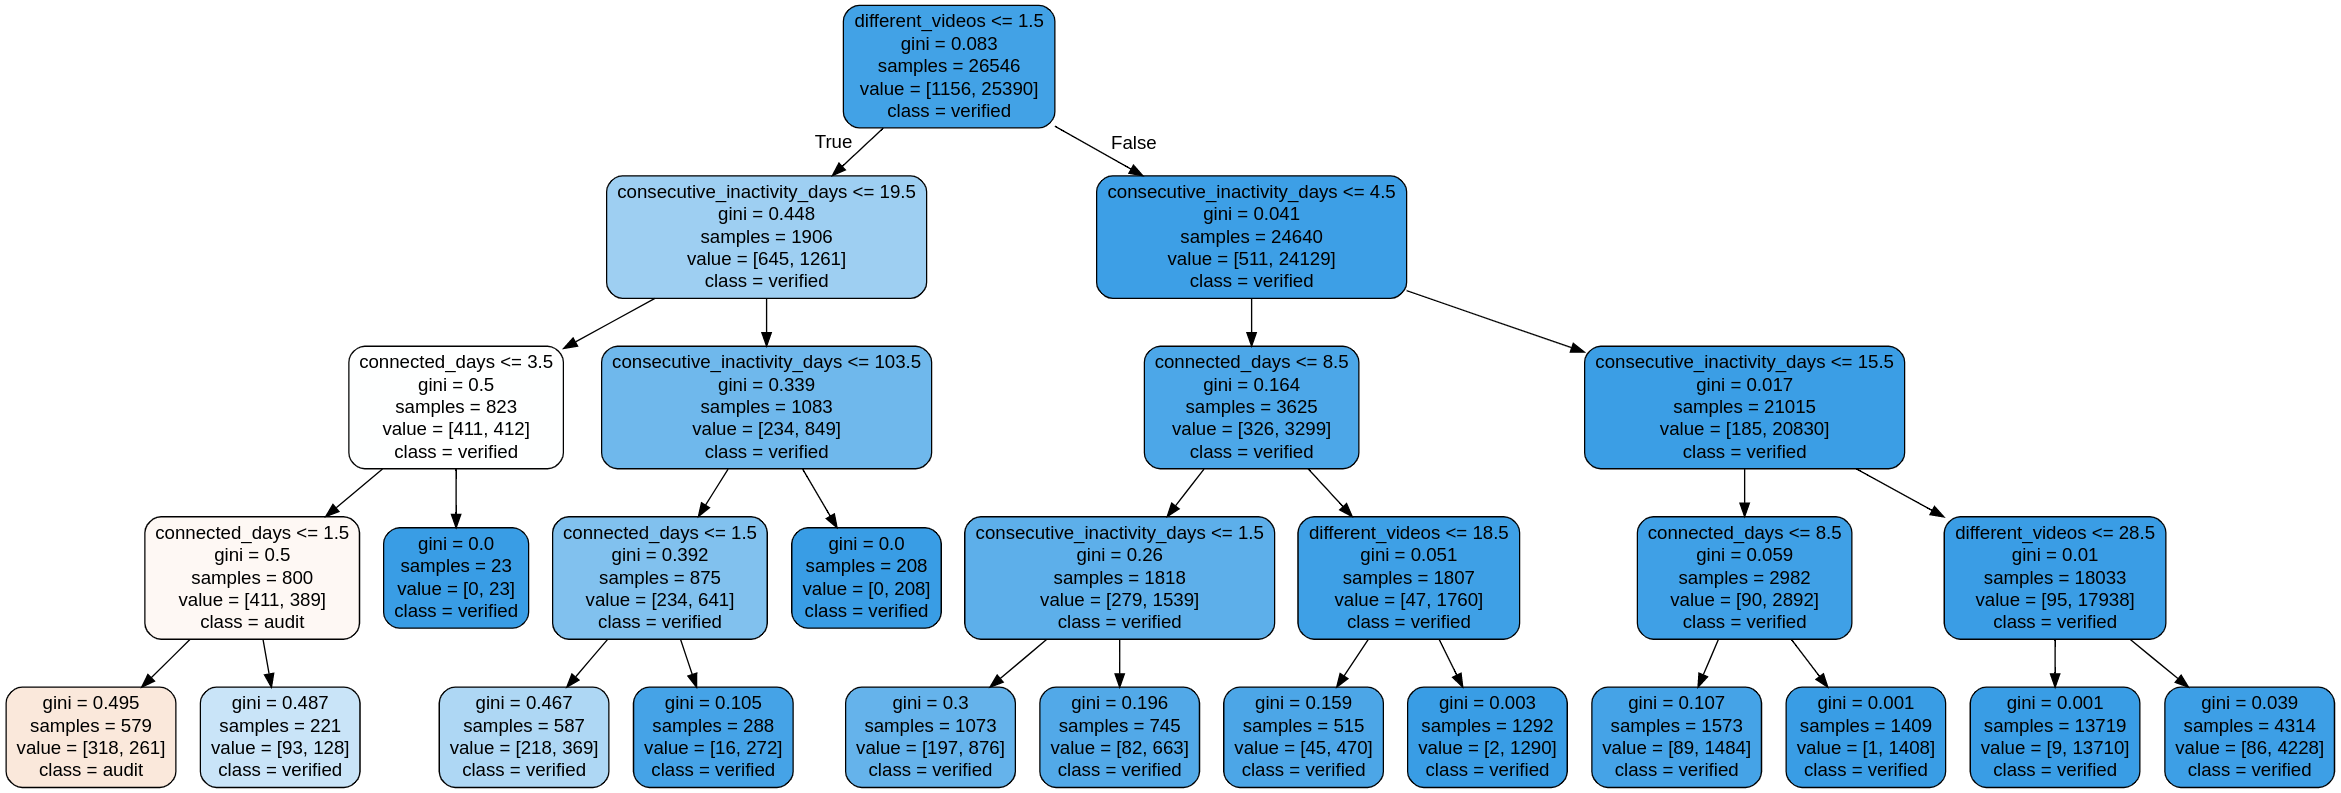 different_videos <= 1.5
gini = 0.083
samples = 26546
value = [1156, 25390]
class = verified
True
False
consecutive_inactivity_days <= 19.5
gini = 0.448
samples = 1906
value = [645, 1261]
class = verified
consecutive_inactivity_days <= 4.5
gini = 0.041
samples = 24640
value = [511, 24129]
class = verified
connected_days <= 3.5
gini = 0.5
samples = 823
value = [411, 412]
class = verified
consecutive_inactivity_days <= 103.5
gini = 0.339
samples = 1083
value = [234, 849]
class = verified
connected_days <= 8.5
gini = 0.164
samples = 3625
value = [326, 3299]
class = verified
consecutive_inactivity_days <= 15.5
gini = 0.017
samples = 21015
value = [185, 20830]
class = verified
connected_days <= 1.5
gini = 0.5
samples = 800
value = [411, 389]
class = audit
gini = 0.0
samples = 23
value = [0, 23]
class = verified
connected_days <= 1.5
gini = 0.392
samples = 875
value = [234, 641]
class = verified
gini = 0.0
samples = 208
value = [0, 208]
class = verified
consecutive_inactivity_days <= 1.5
gini = 0.26
samples = 1818
value = [279, 1539]
class = verified
different_videos <= 18.5
gini = 0.051
samples = 1807
value = [47, 1760]
class = verified
connected_days <= 8.5
gini = 0.059
samples = 2982
value = [90, 2892]
class = verified
different_videos <= 28.5
gini = 0.01
samples = 18033
value = [95, 17938]
class = verified
gini = 0.495
samples = 579
value = [318, 261]
class = audit
gini = 0.487
samples = 221
value = [93, 128]
class = verified
gini = 0.467
samples = 587
value = [218, 369]
class = verified
gini = 0.105
samples = 288
value = [16, 272]
class = verified
gini = 0.3
samples = 1073
value = [197, 876]
class = verified
gini = 0.196
samples = 745
value = [82, 663]
class = verified
gini = 0.159
samples = 515
value = [45, 470]
class = verified
gini = 0.003
samples = 1292
value = [2, 1290]
class = verified
gini = 0.107
samples = 1573
value = [89, 1484]
class = verified
gini = 0.001
samples = 1409
value = [1, 1408]
class = verified
gini = 0.001
samples = 13719
value = [9, 13710]
class = verified
gini = 0.039
samples = 4314
value = [86, 4228]
class = verified